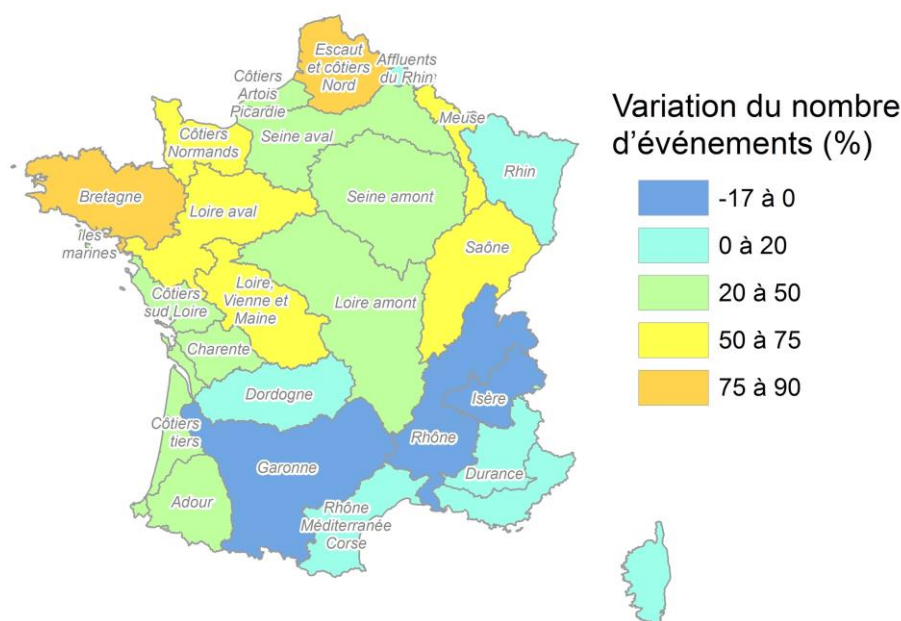 Escaut
et côtiers
Nord
Affluents
du Rhin
Côtiers
Artois
Picardie
Meuse
Côtiers
Normands
Seine aval
Rhin
Bretagne
Loire aval
Seine amont
îles
marines
Saône
Loire,
Vienne et
Maine
Côtiers
sud Loire
Loire amont
Charente
Dordogne
Isère
Rhône
Côtiers
tiers
Garonne
Durance
Adour
Rhône
Méditerranée
Corse
Variation du nombre
d'événements (%)
-17 à 0
0 à 20
20 à 50
50 à 75
75 à 90